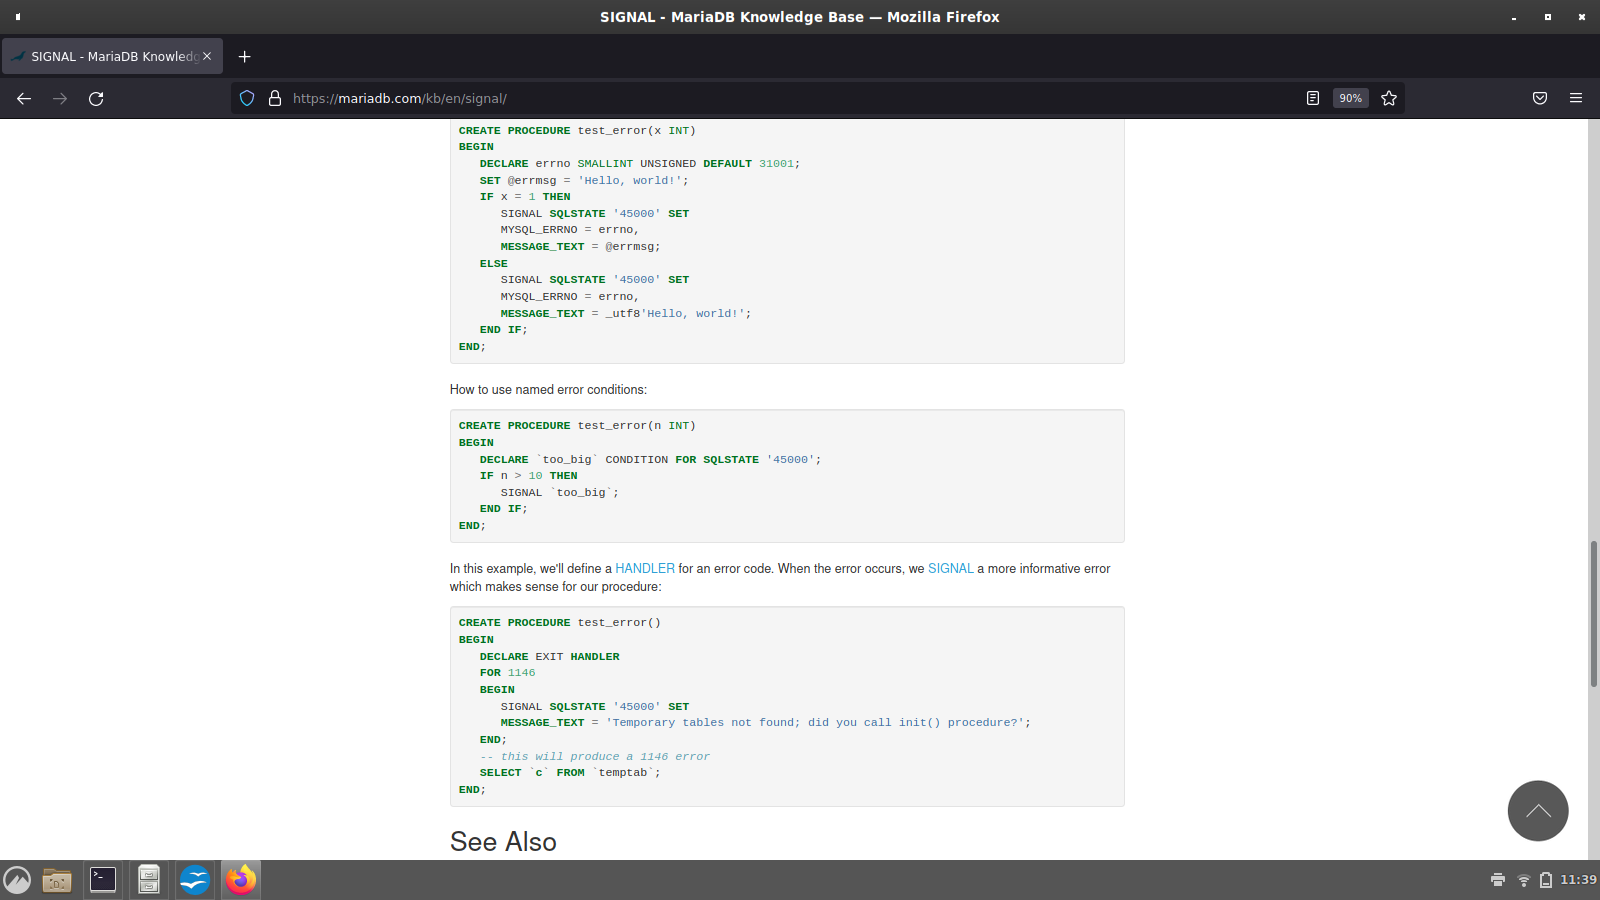 SIGNAL - MariaDB Knowledge Base — Mozilla Firefox
SIGNAL - MariaDB Knowledg
https://mariadb.com/kb/en/signal/
90%
CREATE PROCEDURE test_error(x INT)
BEGIN
   DECLARE errno SMALLINT UNSIGNED DEFAULT 31001;
   SET @errmsg = 'Hello, world!';
   IF x = 1 THEN
      SIGNAL SQLSTATE '45000' SET
      MYSQL_ERRNO = errno,
      MESSAGE_TEXT = @errmsg;
   ELSE
      SIGNAL SQLSTATE '45000' SET
      MYSQL_ERRNO = errno,
      MESSAGE_TEXT = _utf8'Hello, world!';
   END IF;
END;
How to use named error conditions:
CREATE PROCEDURE test_error(n INT)
BEGIN
   DECLARE `too_big` CONDITION FOR SQLSTATE '45000';
   IF n > 10 THEN
      SIGNAL `too_big`;
   END IF;
END;
In this example, we'll define a HANDLER for an error code. When the error occurs, we SIGNAL a more informative error
which makes sense for our procedure:
CREATE PROCEDURE test_error()
BEGIN
   DECLARE EXIT HANDLER
   FOR 1146
   BEGIN
      SIGNAL SQLSTATE '45000' SET
      MESSAGE_TEXT = 'Temporary tables not found; did you call init() procedure?';
   END;
   -- this will produce a 1146 error
   SELECT `c` FROM `temptab`;
END;
See Also
11:39